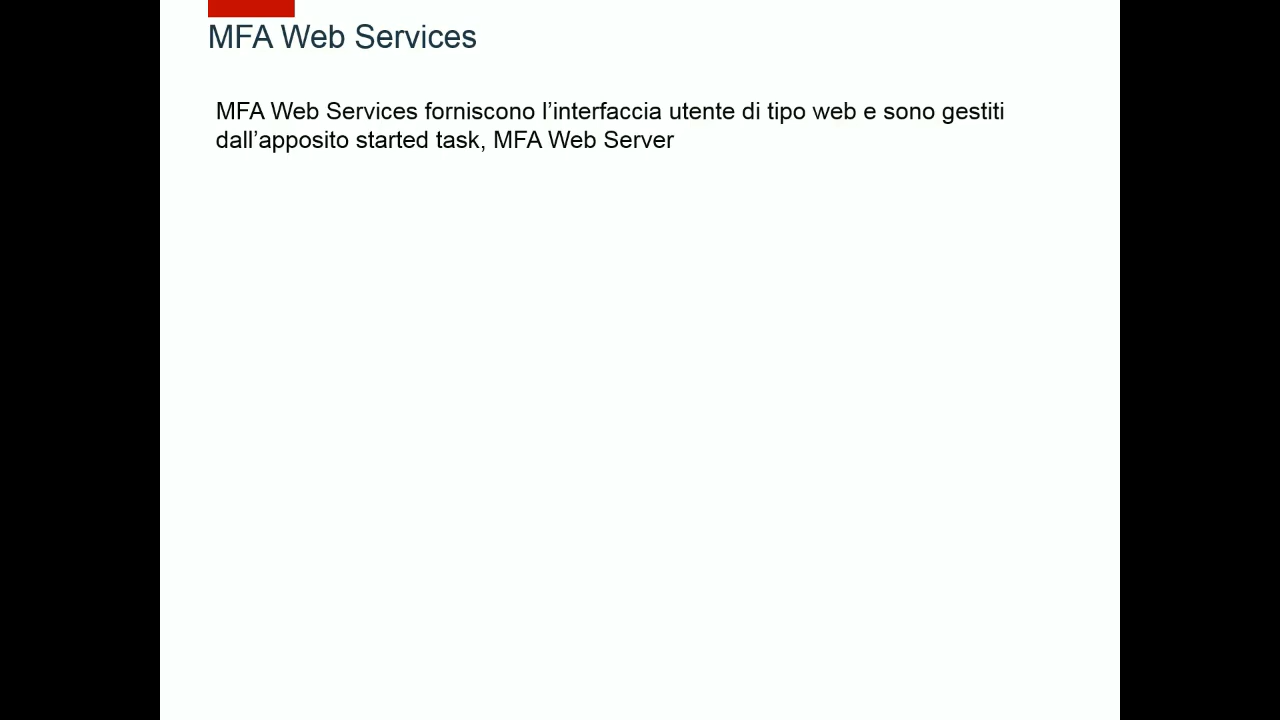 MFA Web Services
MFA Web Services forniscono l’interfaccia utente di tipo web e sono gestiti
dall’apposito started task, MFA Web Server